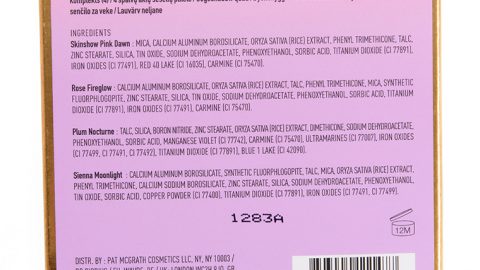 senčilo za veke / Lauvärv neljane
INGREDIENTS
Skinshow Pink Dawn : MICA, CALCIUM ALUMINUM BOROSILICATE, ORYZA SATIVA (RICE) EXTRACT, PHENYL TRIMETHICONE, TALC,
ZINC STEARATE, SILICA, TIN OXIDE, SODIUM DEHYDROACETATE, PHENOXYETHANOL, SORBIC ACID, TITANIUM DIOXIDE (CI 77891),
IRON OXIDES (CI 77491), RED 40 LAKE (CI 16035), CARMINE (CI 75470).
Rose Fireglow : CALCIUM ALUMINUM BOROSILICATE, ORYZA SATIVA (RICE) EXTRACT, PHENYL TRIMETHICONE, MICA, SYNTHETIC
FLUORPHLOGOPITE, ZINC STEARATE, SILICA, TIN OXIDE, SODIUM DEHYDROACETATE, PHENOXYETHANOL, SORBIC ACID, TITANIUM
DIOXIDE (CI 77891), IRON OXIDES (CI 77491), CARMINE (CI 75470).
Plum Nocturne : TALC, SILICA, BORON NITRIDE, ZINC STEARATE, ORYZA SATIVA (RICE) EXTRACT, DIMETHICONE, SODIUM DEHYDROACETATE,
PHENOXYETHANOL, SORBIC ACID, MANGANESE VIOLET (CI 77742), CARMINE (CI 75470), ULTRAMARINES (CI 77007), IRON OXIDES
(CI 77499, CI 77491, CI 77492), TITANIUM DIOXIDE (CI 77891), BLUE 1 LAKE (CI 42090).
Sienna Moonlight : CALCIUM ALUMINUM BOROSILICATE, SYNTHETIC FLUORPHLOGOPITE, TALC, MICA, ORYZA SATIVA (RICE) EXTRACT,
PHENYL TRIMETHICONE, CALCIUM SODIUM BOROSILICATE, ZINC STEARATE, SILICA, SODIUM DEHYDROACETATE, PHENOXYETHANOL,
TIN OXIDE, SORBIC ACID, COPPER POWDER (CI 77400), TITANIUM DIOXIDE (CI 77891), IRON OXIDES (CI 77491, CI 77499).
1283A
12M
DISTR. BY : PAT MCGRATH COSMETICS LLC, NY, NY 10003 /